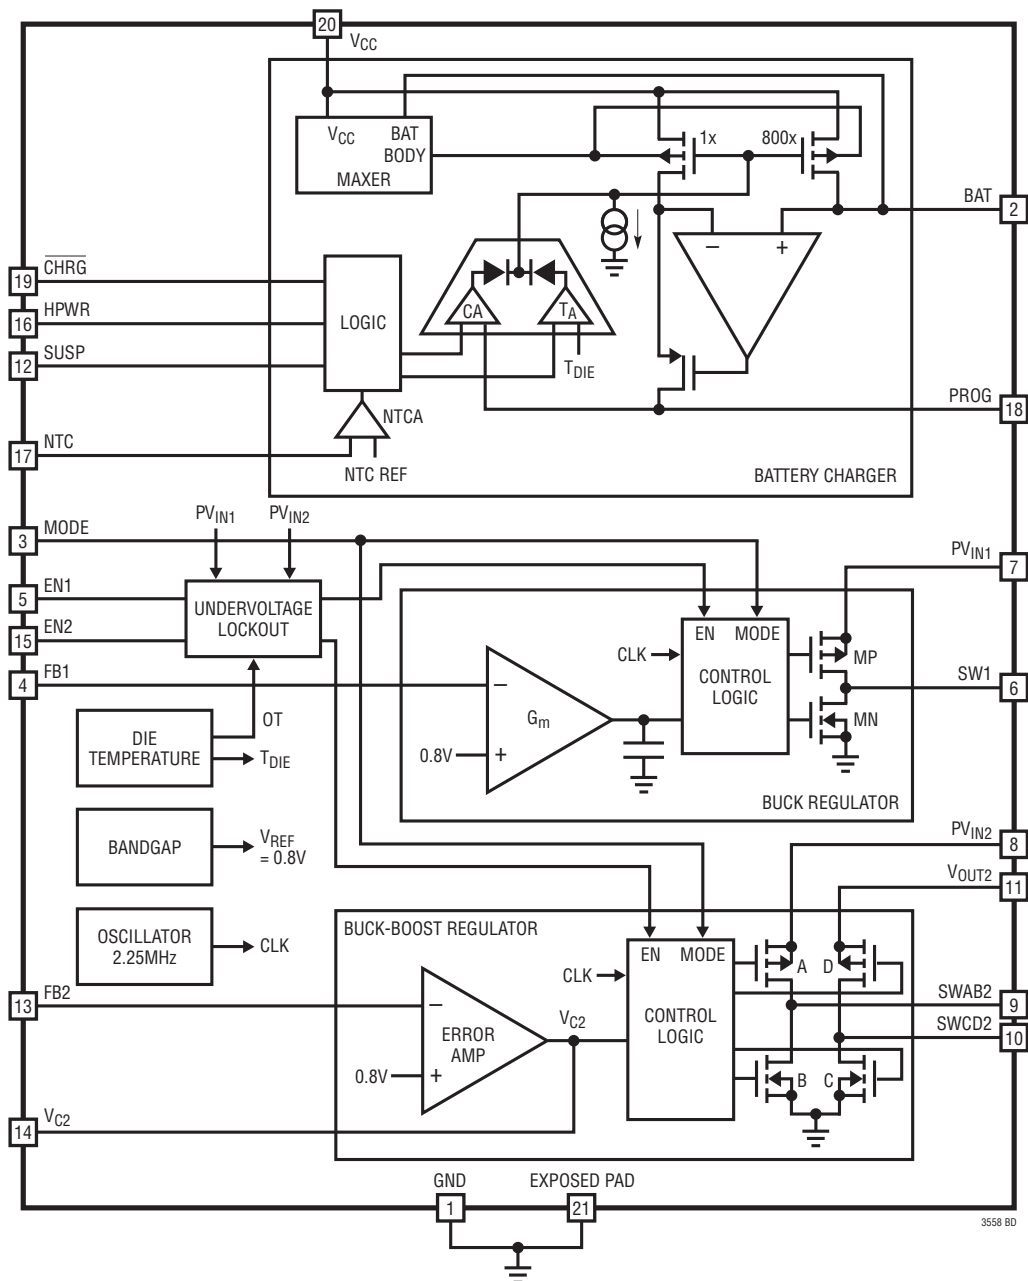 20
VCC
VCC
BAT
BODY
MAXER
1x
800x
BAT
2
–
+
CHRG
19
HPWR
16
SUSP
12
LOGIC
CA
TA
TDIE
PROG
18
NTCA
NTC
17
NTC REF
BATTERY CHARGER
PVIN1
PVIN2
MODE
3
PVIN1
7
EN1
5
EN2
15
UNDERVOLTAGE
LOCKOUT
EN
MODE
CLK
CONTROL
LOGIC
MP
FB1
4
–
Gm
0.8V
+
SW1
6
MN
BUCK REGULATOR
OT
DIE
TEMPERATURE
TDIE
BANDGAP
VREF
= 0.8V
PVIN2
8
VOUT2
11
OSCILLATOR
2.25MHz
CLK
BUCK-BOOST REGULATOR
EN
MODE
CLK
CONTROL
LOGIC
A
D
FB2
13
–
ERROR
AMP
0.8V
+
VC2
SWAB2
9
SWCD2
10
B
C
VC2
14
GND
1
EXPOSED PAD
21
3558 BD